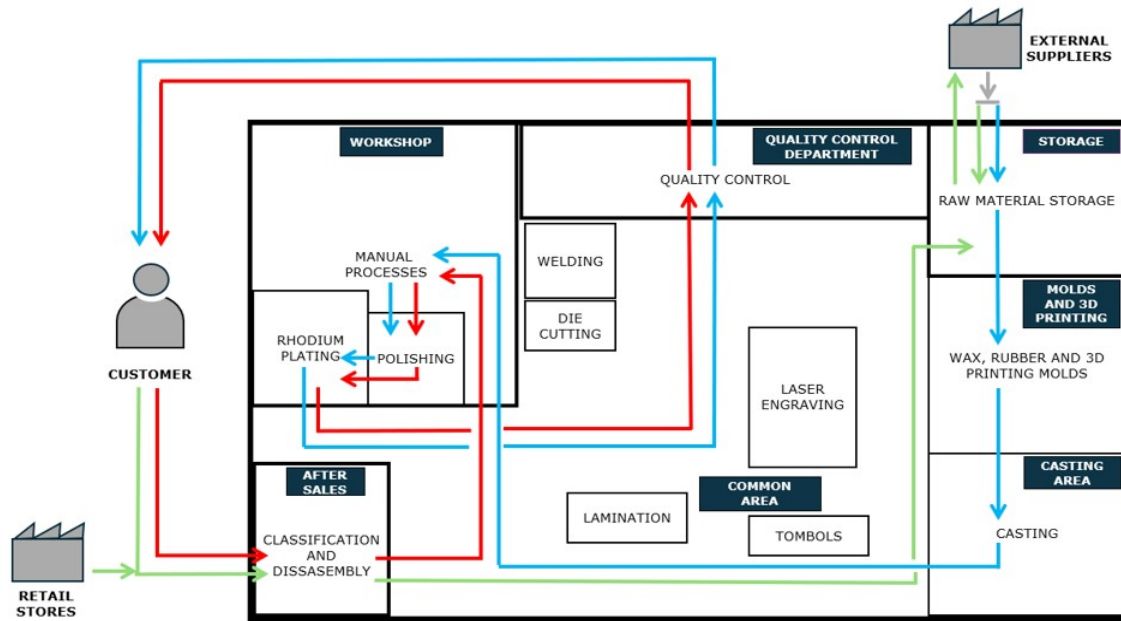 EXTERNAL
SUPPLIERS
WORKSHOP
QUALITY CONTROL
DEPARTMENT
STORAGE
QUALITY CONTROL
RAW MATERIAL STORAGE
MANUAL
PROCESSES
WELDING
DIE
CUTTING
MOLDS
AND 3D
PRINTING
RHODIUM
PLATING
POLISHING
WAX, RUBBER AND 3D
PRINTING MOLDS
CUSTOMER
LASER
ENGRAVING
AFTER
SALES
COMMON
AREA
CASTING
AREA
LAMINATION
TOMBOLS
CASTING
CLASSIFICATION
AND
DISSASEMBLY
RETAIL
STORES